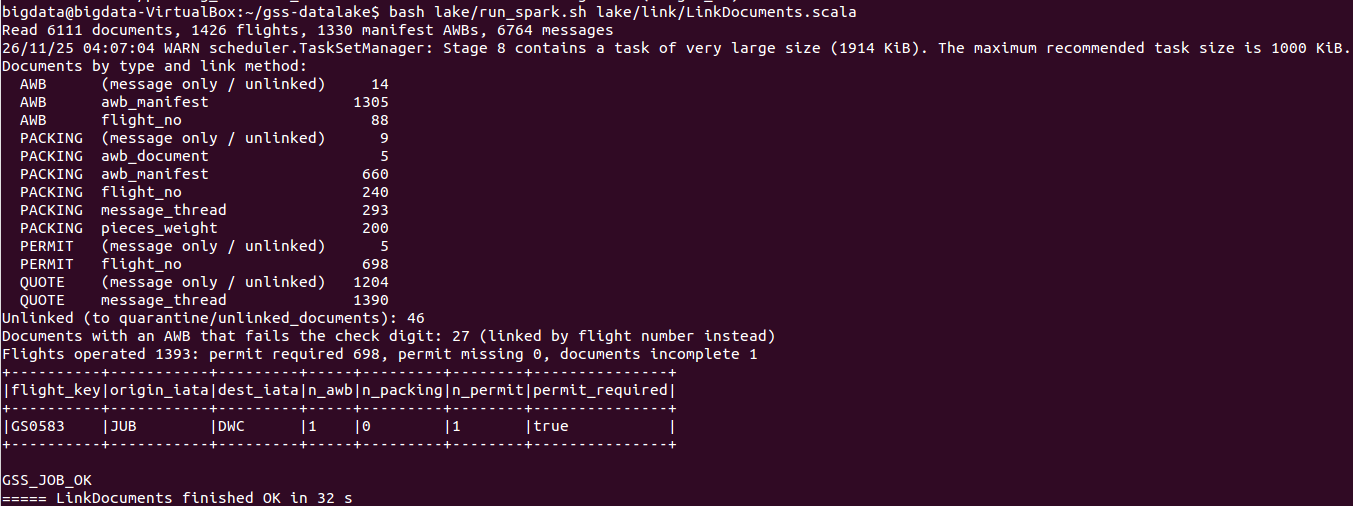 bigdata@bigdata-VirtualBox:~/gss-datalake$ bash lake/run_spark.sh lake/link/LinkDocuments.scala
Read 6111 documents, 1426 flights, 1330 manifest AWBs, 6764 messages
26/11/25 04:07:04 WARN scheduler.TaskSetManager: Stage 8 contains a task of very large size (1914 KiB). The maximum recommended task size is 1000 KiB.
Documents by type and link method:
  AWB      (message only / unlinked)     14
  AWB      awb_manifest                1305
  AWB      flight_no                     88
  PACKING  (message only / unlinked)      9
  PACKING  awb_document                   5
  PACKING  awb_manifest                 660
  PACKING  flight_no                    240
  PACKING  message_thread               293
  PACKING  pieces_weight                200
  PERMIT   (message only / unlinked)      5
  PERMIT   flight_no                    698
  QUOTE    (message only / unlinked)   1204
  QUOTE    message_thread              1390
Unlinked (to quarantine/unlinked_documents): 46
Documents with an AWB that fails the check digit: 27 (linked by flight number instead)
Flights operated 1393: permit required 698, permit missing 0, documents incomplete 1
+----------+-----------+---------+-----+---------+--------+---------------+
|flight_key|origin_iata|dest_iata|n_awb|n_packing|n_permit|permit_required|
+----------+-----------+---------+-----+---------+--------+---------------+
|GS0583    |JUB        |DWC      |1    |0        |1       |true           |
+----------+-----------+---------+-----+---------+--------+---------------+
GSS_JOB_OK
===== LinkDocuments finished OK in 32 s